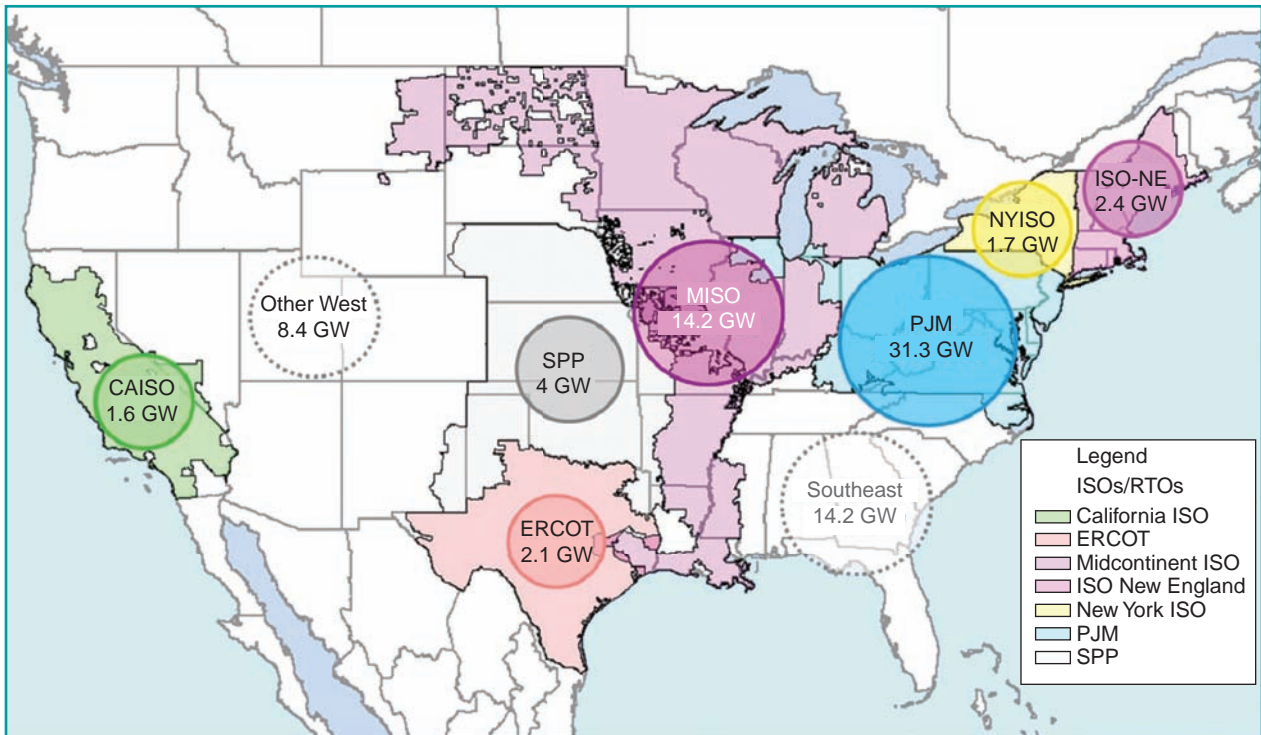 ISO-NE
2.4 GW
NYISO
1.7 GW
Other West
8.4 GW
MISO
14.2 GW
PJM
31.3 GW
SPP
4 GW
CAISO
1.6 GW
Southeast
14.2 GW
ERCOT
2.1 GW
Legend
ISOs/RTOs
California ISO
ERCOT
Midcontinent ISO
ISO New England
New York ISO
PJM
SPP